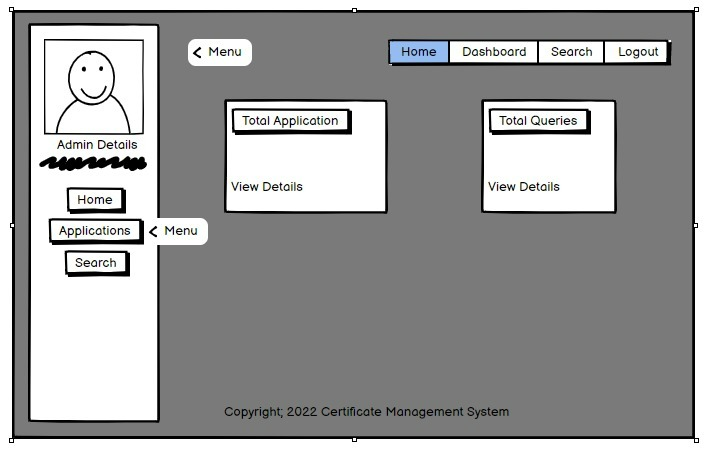 Menu
Home Dashboard Search Logout
Admin Details
Home
Applications
Menu
Search
Total Application
View Details
Total Queries
View Details
Copyright; 2022 Certificate Management System